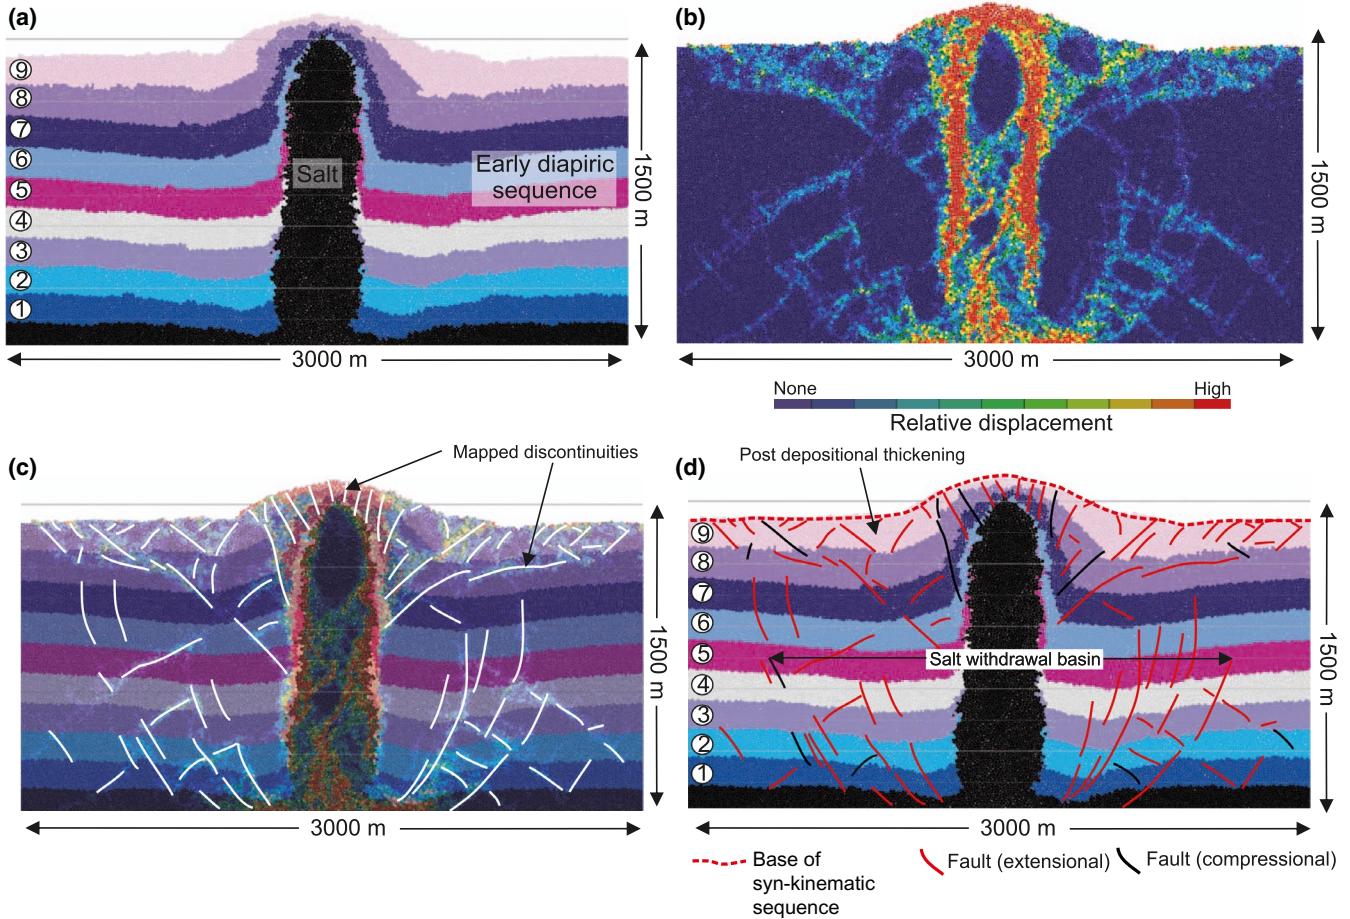 (a)
⑨
⑧
⑦
⑥
⑤
④
③
②
①
Salt
Early diapiric
sequence
1500 m
3000 m
(b)
1500 m
3000 m
None
High
Relative displacement
(c)
Mapped discontinuities
1500 m
3000 m
(d)
Post depositional thickening
⑨
⑧
⑦
⑥
⑤
④
③
②
①
Salt withdrawal basin
1500 m
3000 m
Base of
syn-kinematic
sequence
Fault (extensional)
Fault (compressional)